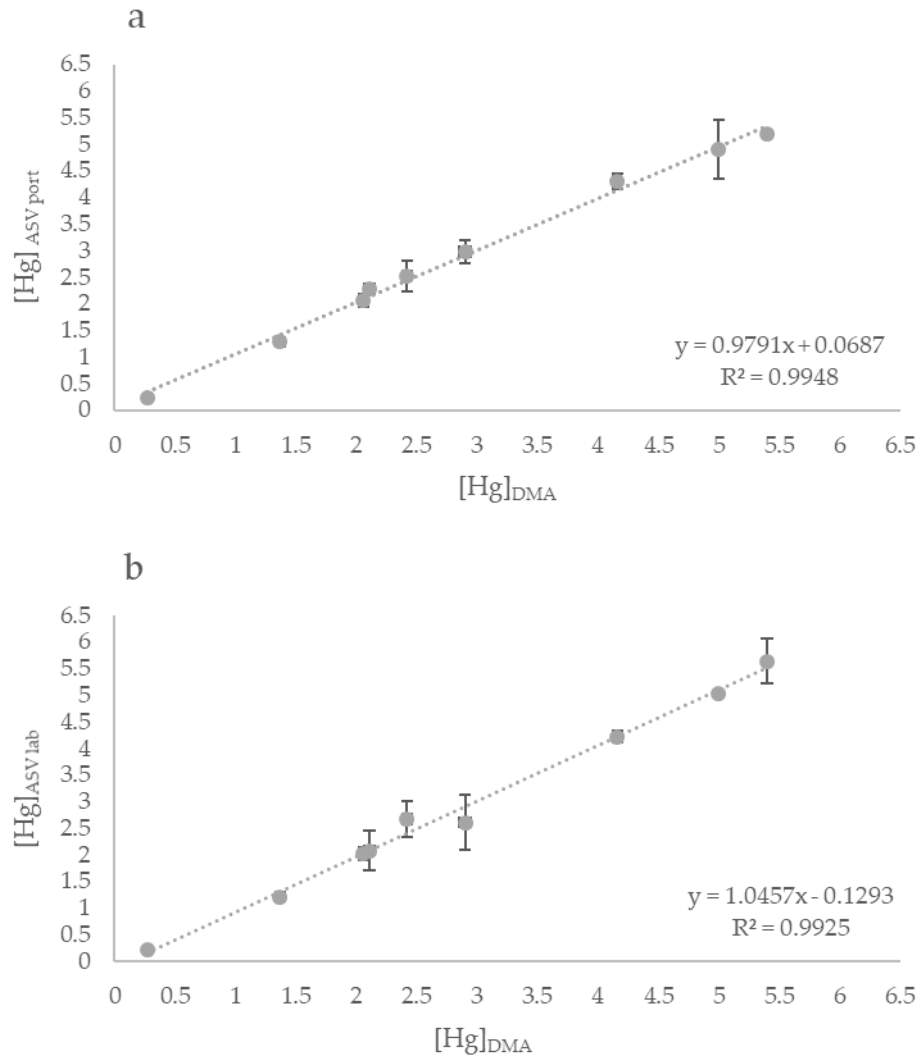 a
6.5
6
5.5
5
4.5
4
3.5
3
2.5
2
1.5
1
0.5
0
[Hg] ASV port
y = 0.9791x + 0.0687
R² = 0.9948
0 0.5 1 1.5 2 2.5 3 3.5 4 4.5 5 5.5 6 6.5
[Hg]DMA
b
6.5
6
5.5
5
4.5
4
3.5
3
2.5
2
1.5
1
0.5
0
[Hg]ASV lab
y = 1.0457x - 0.1293
R² = 0.9925
0 0.5 1 1.5 2 2.5 3 3.5 4 4.5 5 5.5 6 6.5
[Hg]DMA